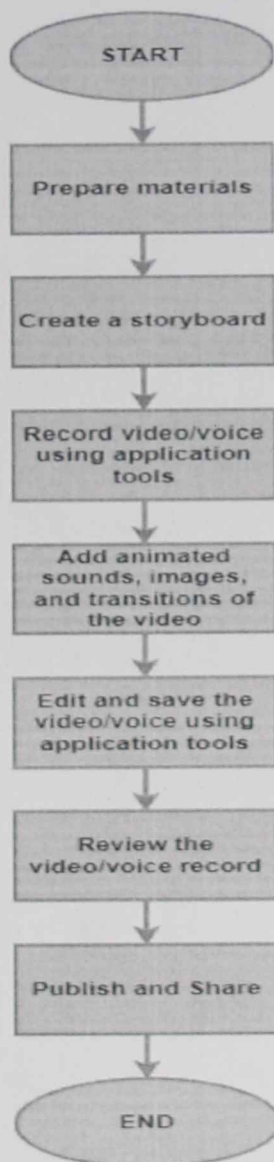 START
Prepare materials
Create a storyboard
Record video/voice
using application
tools
Add animated
sounds, images,
and transitions of
the video
Edit and save the
video/voice using
application tools
Review the
video/voice record
Publish and Share
END